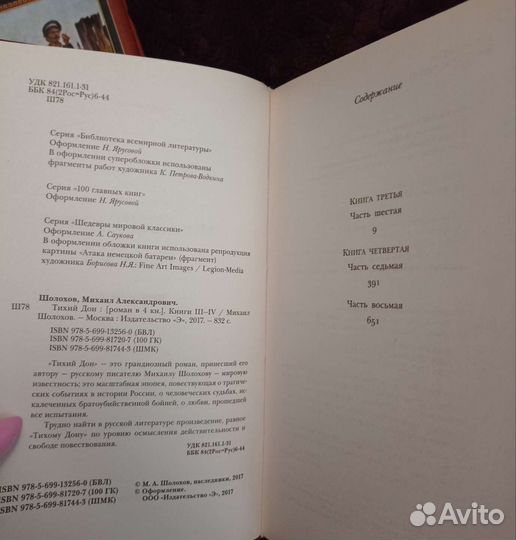 УДК 821.161.1-31
ББК 84(2Рос=Рус)6-44
Ш78
Серия «Библиотека всемирной литературы»
Оформление Н. Ярусовой
В оформлении суперобложки использованы
фрагменты работ художника К. Петрова-Водкина
Серия «100 главных книг»
Оформление Н. Ярусовой
Серия «Шедевры мировой классики»
Оформление А. Саукова
В оформлении обложки книги использована репродукция
картины «Атака немецкой батареи» (фрагмент)
художника Борисова Н.Я.: Fine Art Images / Legion-Media
Шолохов, Михаил Александрович.
Ш78 Тихий Дон : [роман в 4 кн.]. Книги III–IV / Михаил
Шолохов. – Москва : Издательство «Э», 2017. – 832 с.
ISBN 978-5-699-13256-0 (БВЛ)
ISBN 978-5-699-81720-7 (100 ГК)
ISBN 978-5-699-81744-3 (ШМК)
«Тихий Дон» – это грандиозный роман, принесший его
автору – русскому писателю Михаилу Шолохову – мировую
известность; это масштабная эпопея, повествующая о трагических
событиях в истории России, о человеческих судьбах, ис-
калеченных братоубийственной бойней, о любви, прошедшей
все испытания.
Трудно найти в русской литературе произведение, равное
«Тихому Дону» по уровню осмысления действительности и
свободе повествования.
УДК 821.161.1-31
ББК 84(2Рос=Рус)6-44
ISBN 978-5-699-13256-0 (БВЛ)
ISBN 978-5-699-81720-7 (100 ГК)
ISBN 978-5-699-81744-3 (ШМК)
© М. А. Шолохов, наследники, 2017
© Оформление.
ООО «Издательство «Э», 2017
Содержание
Книга третья
Часть шестая
9
Книга четвертая
Часть седьмая
391
Часть восьмая
651
Avito